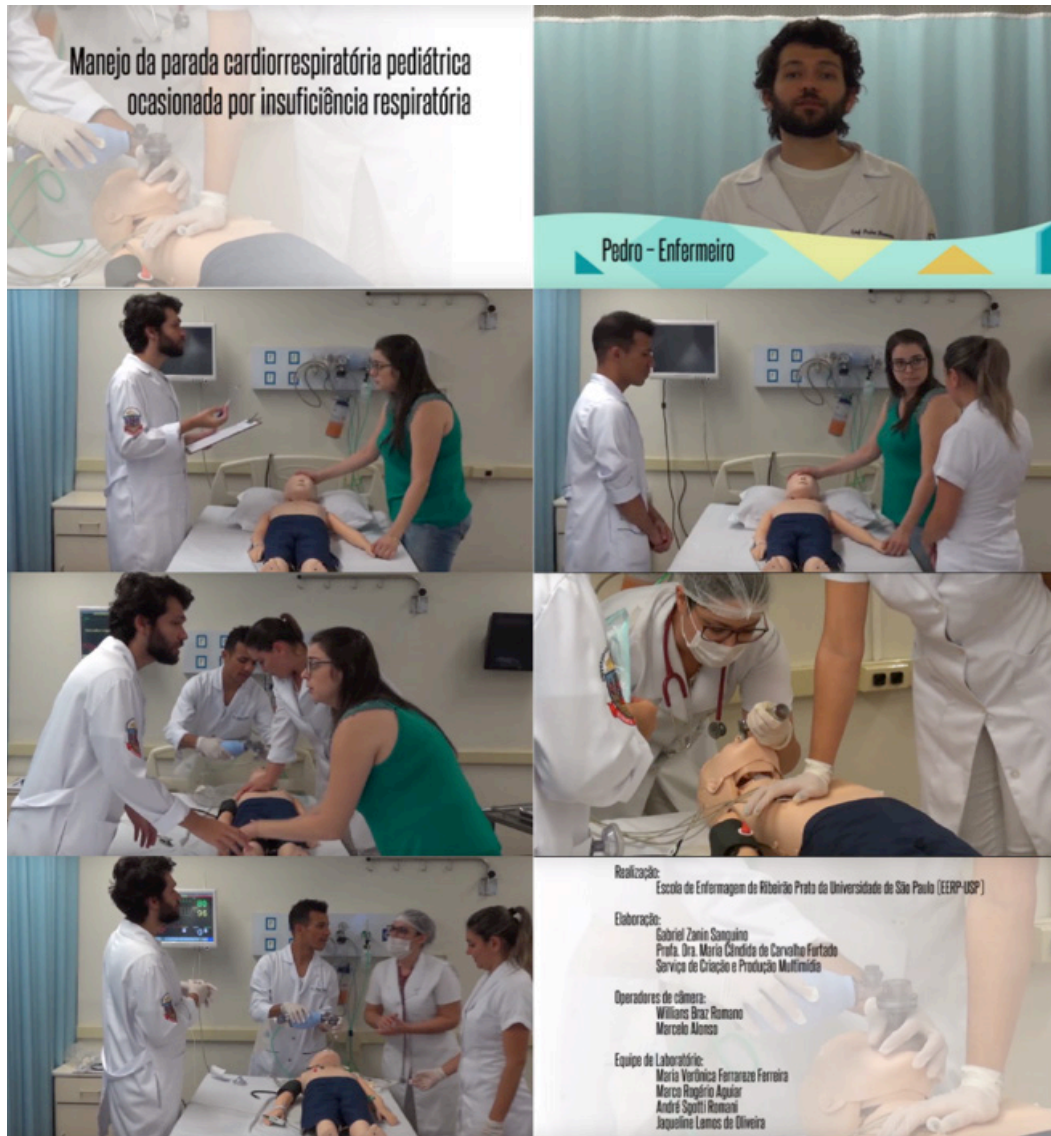 Manejo da parada cardiorrespiratória pediátrica
ocasionada por insuficiência respiratória
Pedro – Enfermeiro
80
96
Realização:
Escola de Enfermagem de Ribeirão Preto da Universidade de São Paulo (EERP-USP)
Elaboração:
Gabriel Zanin Sanguino
Profa. Dra. Maria Cândida de Carvalho Furtado
Serviço de Criação e Produção Multimídia
Operadores de câmera:
Willians Braz Romano
Marcelo Alonso
Equipe de Laboratório:
Maria Verônica Ferrareze Ferreira
Marco Rogério Aguiar
André Sgotti Romani
Jaqueline Lemos de Oliveira